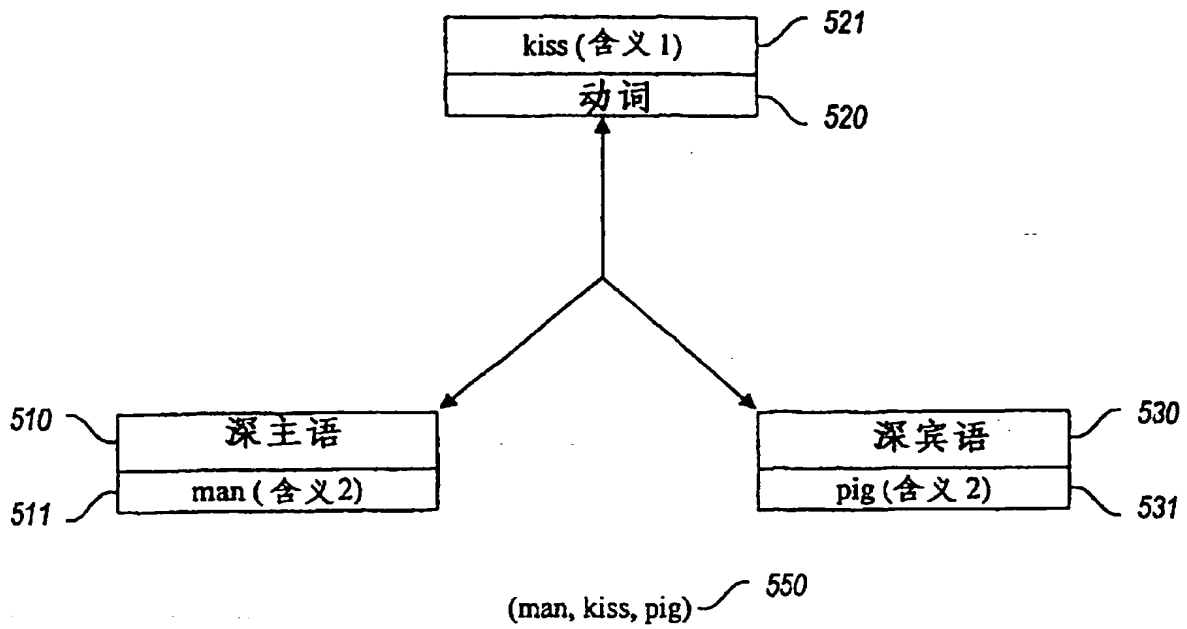 521
kiss (含义 1)
动词
520
510
深主语
man (含义2)
511
530
深宾语
pig (含义 2)
531
550
(man, kiss, pig)